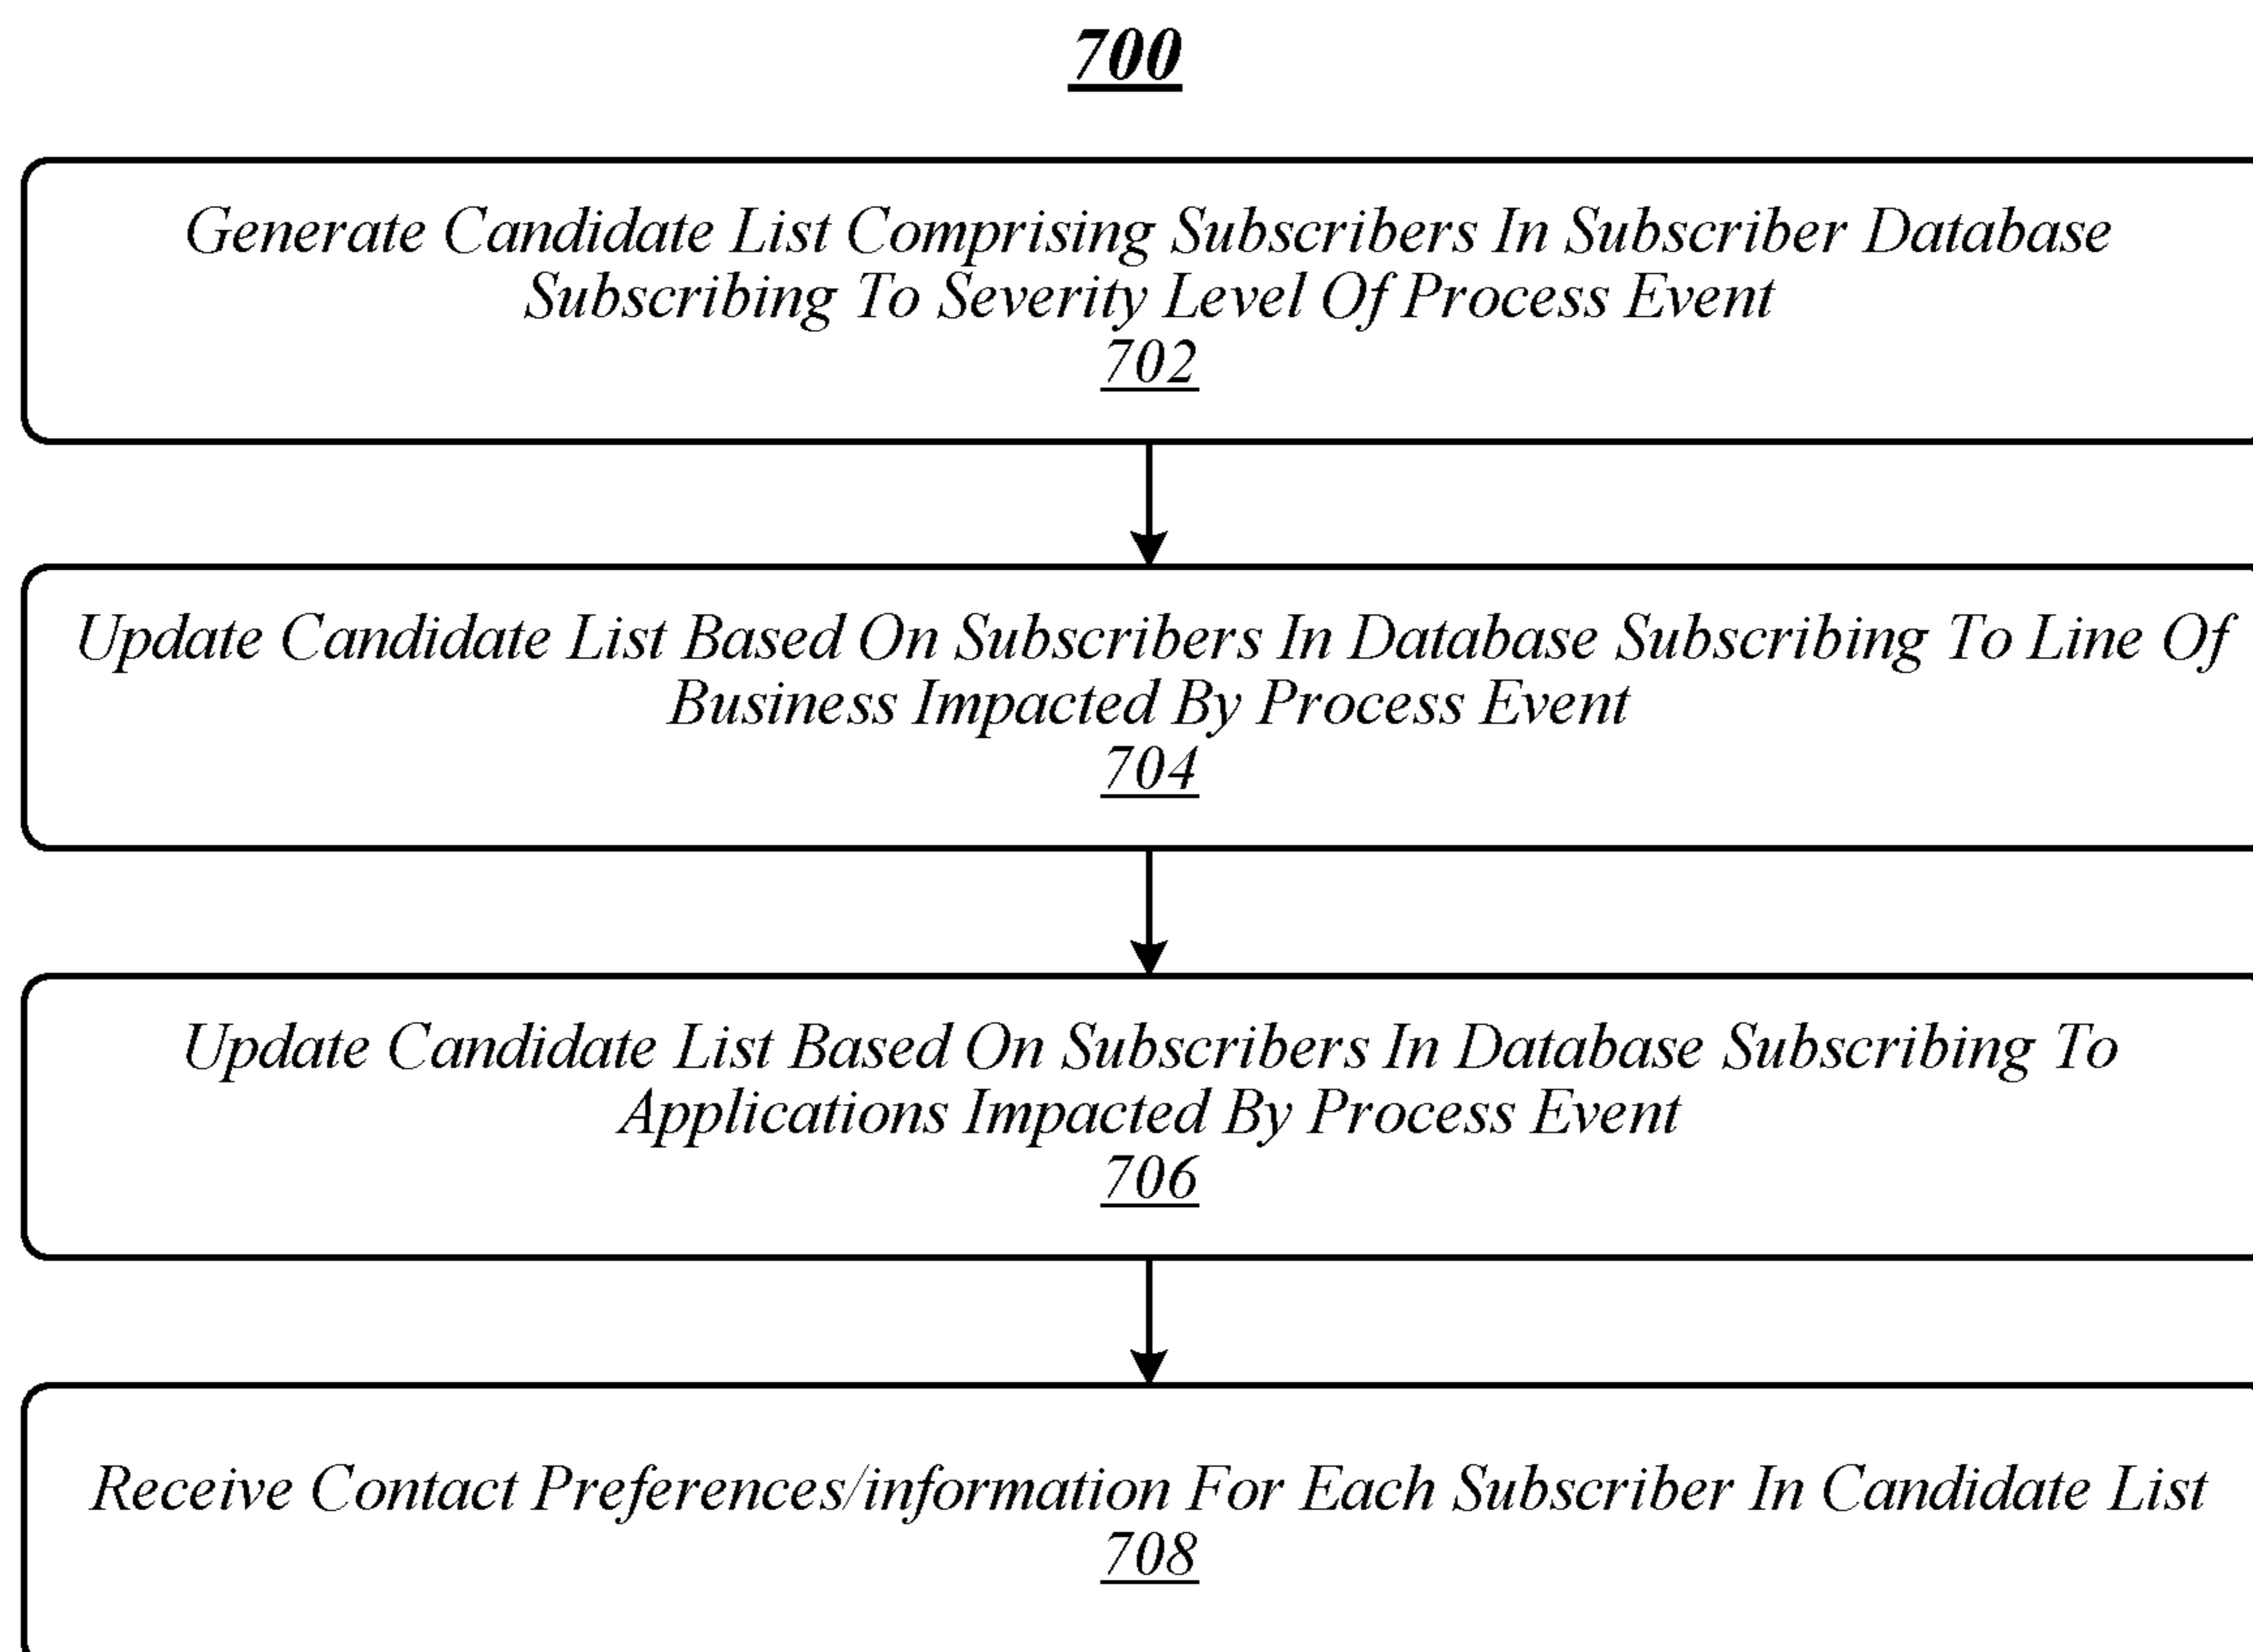 700
Generate Candidate List Comprising Subscribers In Subscriber Database
Subscribing To Severity Level Of Process Event
702
Update Candidate List Based On Subscribers In Database Subscribing To Line Of
Business Impacted By Process Event
704
Update Candidate List Based On Subscribers In Database Subscribing To
Applications Impacted By Process Event
706
Receive Contact Preferences/information For Each Subscriber In Candidate List
708